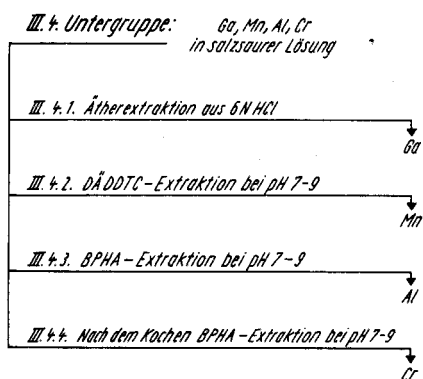 III. 4. Untergruppe: Ga, Mn, Al, Cr
in salzsaurer Lösung
III. 4. 1. Ätherextraktion aus 6N HCl
Ga
III. 4. 2. DÄDDTC-Extraktion bei pH 7-9
Mn
III. 4. 3. BPHA-Extraktion bei pH 7-9
Al
III. 4. 4. Nach dem Kochen BPHA-Extraktion bei pH 7-9
Cr